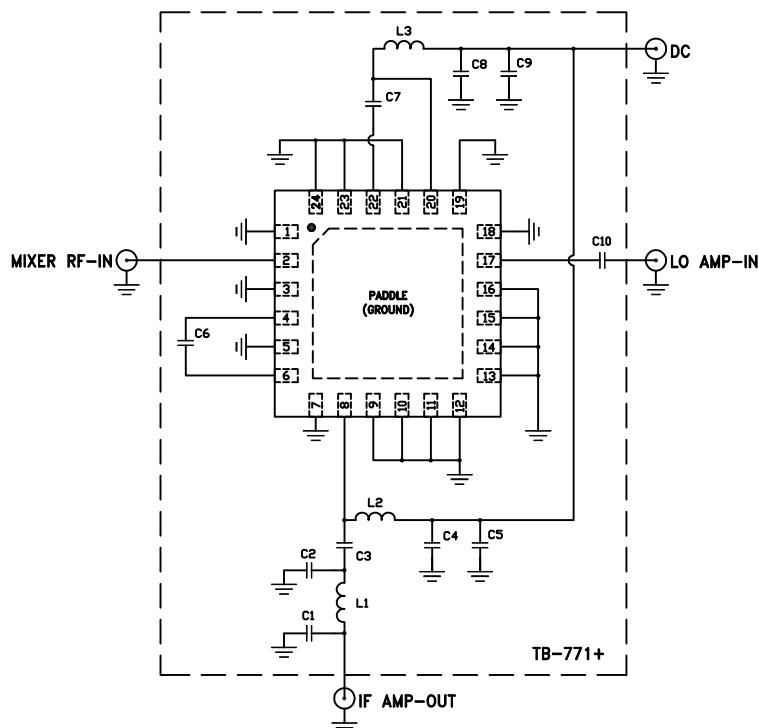 L3
DC
C8
C9
C7
24
23
22
21
20
19
1
18
C10
MIXER RF-IN
2
17
LO AMP-IN
3
16
PADDLE
(GROUND)
4
15
C6
5
14
6
13
7
8
9
10
11
12
L2
C4
C5
C3
C2
L1
C1
TB-771+
IF AMP-OUT